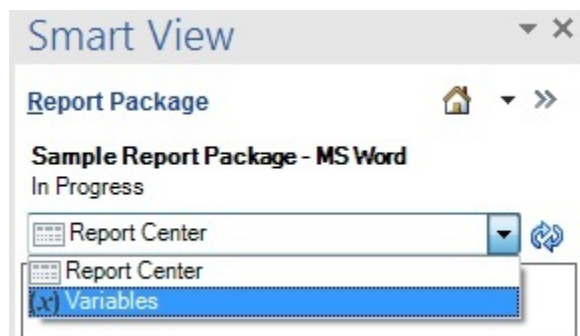 Smart View
Report Package
Sample Report Package - MS Word
In Progress
Report Center
Report Center
(x) Variables